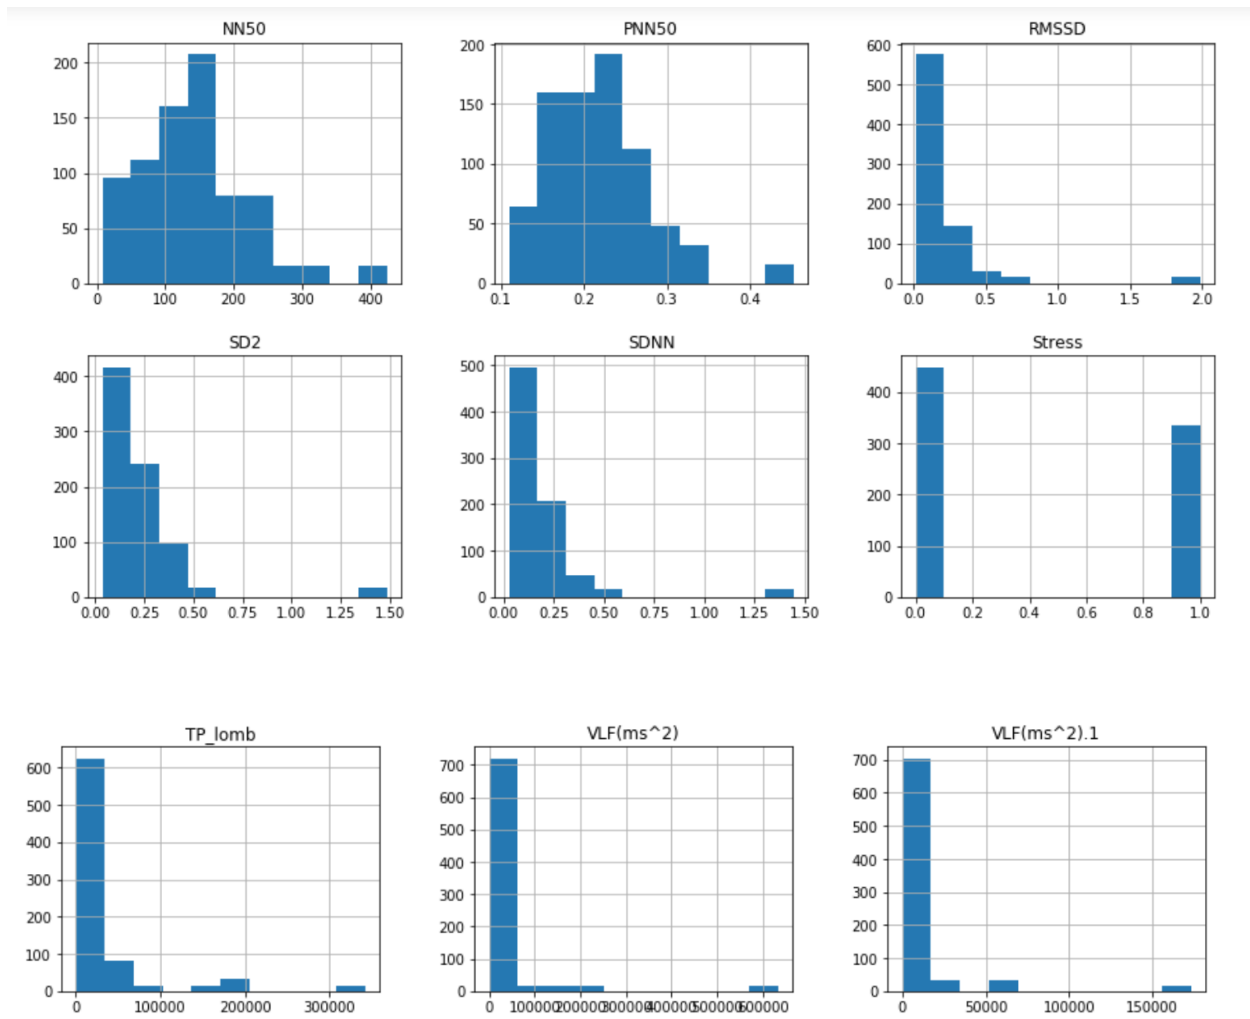 NN50 PNN50 RMSSD
200 150 100 50 0
0 100 200 300 400
200 150 100 50 0
0.1 0.2 0.3 0.4
600 500 400 300 200 100 0
0.0 0.5 1.0 1.5 2.0
SD2 SDNN Stress
400 300 200 100 0
0.00 0.25 0.50 0.75 1.00 1.25 1.50
500 400 300 200 100 0
0.00 0.25 0.50 0.75 1.00 1.25 1.50
400 300 200 100 0
0.0 0.2 0.4 0.6 0.8 1.0
TP_lomb VLF(ms^2) VLF(ms^2).1
600 500 400 300 200 100 0
0 100000 200000 300000
700 600 500 400 300 200 100 0
0 100000 200000 300000 400000 500000 600000
700 600 500 400 300 200 100 0
0 50000 100000 150000